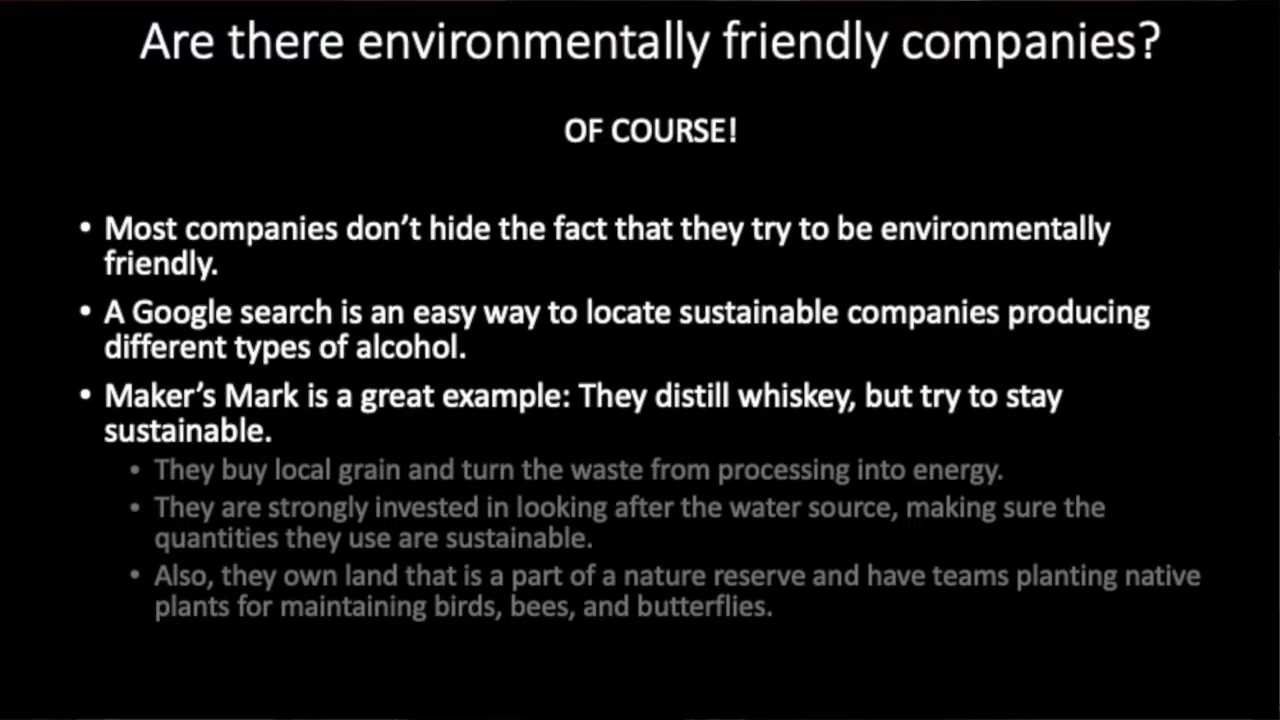 Are there environmentally friendly companies?
OF COURSE!
• Most companies don’t hide the fact that they try to be environmentally
friendly.
• A Google search is an easy way to locate sustainable companies producing
different types of alcohol.
• Maker’s Mark is a great example: They distill whiskey, but try to stay
sustainable.
• They buy local grain and turn the waste from processing into energy.
• They are strongly invested in looking after the water source, making sure the
quantities they use are sustainable.
• Also, they own land that is a part of a nature reserve and have teams planting native
plants for maintaining birds, bees, and butterflies.